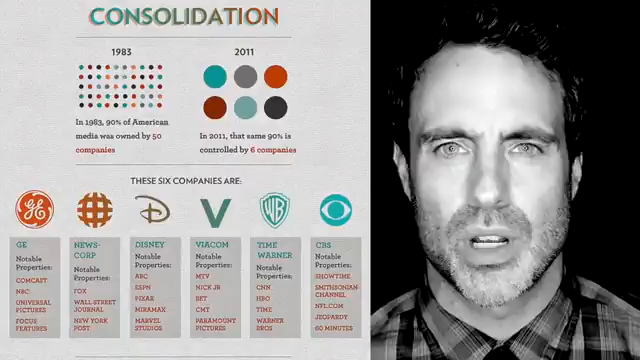 CONSOLIDATION
1983
2011
In 1983, 90% of American
media was owned by 50
companies
In 2011, that same 90% is
controlled by 6 companies
THESE SIX COMPANIES ARE:
GE
Notable
Properties:
COMCAST
NBC
UNIVERSAL
PICTURES
FOCUS
FEATURES
NEWS-
CORP
Notable
Properties:
FOX
WALL STREET
JOURNAL
NEW YORK
POST
D
DISNEY
Notable
Properties:
ABC
ESPN
PIXAR
MIRAMAX
MARVEL
STUDIOS
V
VIACOM
Notable
Properties:
MTV
NICK JR
BET
CMT
PARAMOUNT
PICTURES
WB
TIME
WARNER
Notable
Properties:
CNN
HBO
TIME
WARNER
BROS
CBS
Notable
Properties:
SHOWTIME
SMITHSONIAN
CHANNEL
NFL.COM
JEOPARDY
60 MINUTES